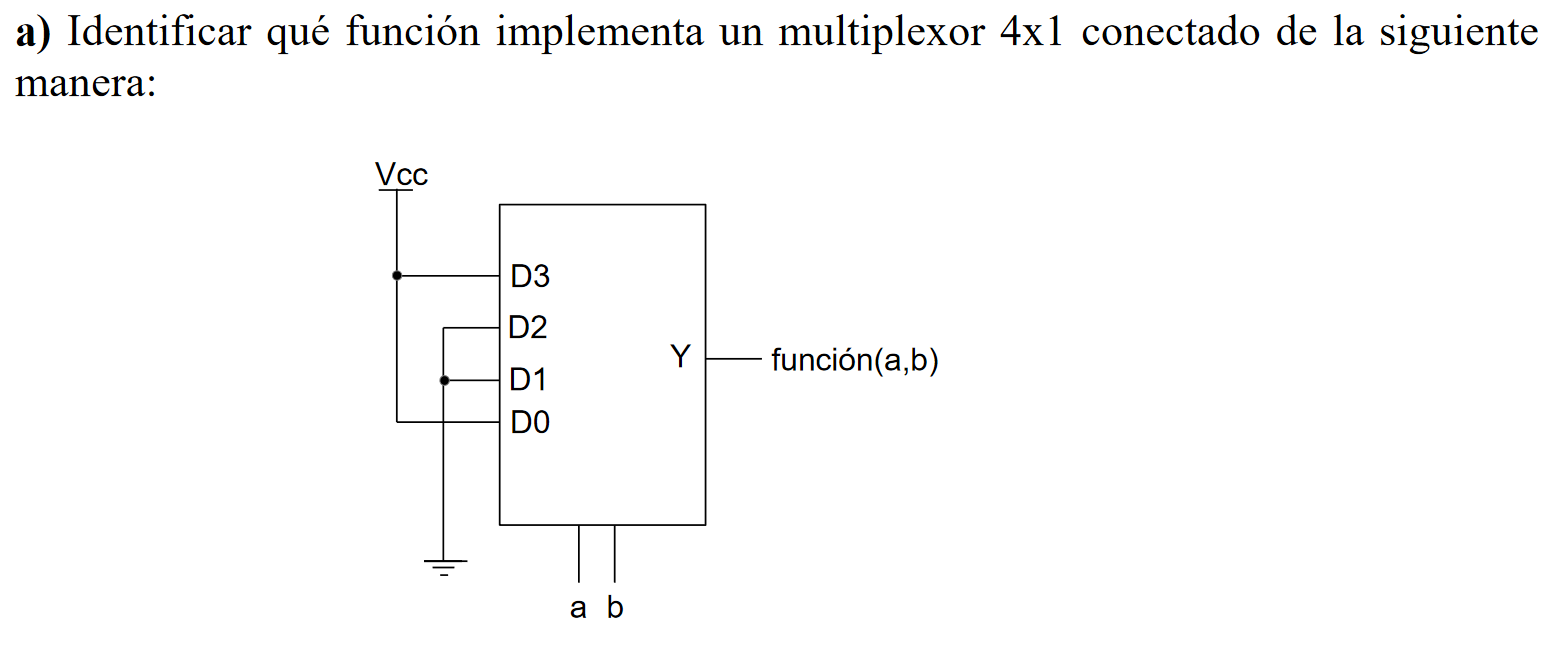 a) Identificar qué función implementa un multiplexor 4x1 conectado de la siguiente
manera:
Vcc
D3
D2
D1
D0
Y
función(a,b)
a b